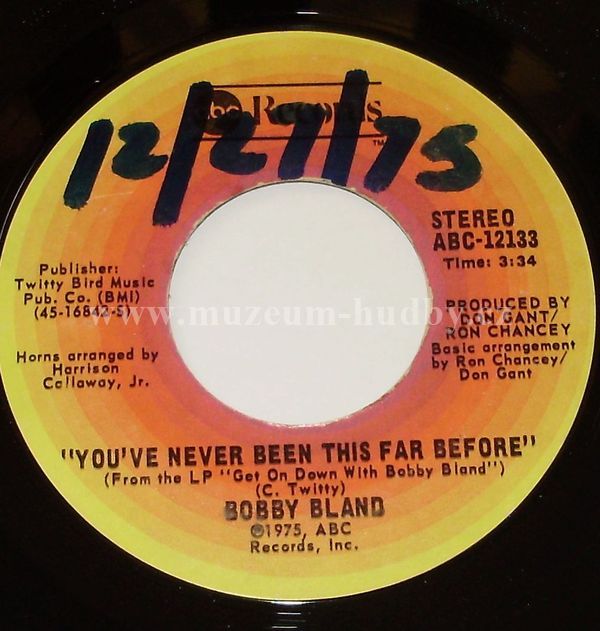 12/27/75
abc Records
TM
STEREO
ABC-12133
Time: 3:34
Publisher:
Twitty Bird Music
Pub. Co. (BMI)
(45-16842-S)
Horns arranged by
Harrison
Calloway, Jr.
PRODUCED BY
DON GANT/
RON CHANCEY
Basic arrangement
by Ron Chancey/
Don Gant
www.muzeum-hudby.cz
"YOU'VE NEVER BEEN THIS FAR BEFORE"
(From the LP "Get On Down With Bobby Bland")
(C. Twitty)
BOBBY BLAND
©1975, ABC
Records, Inc.